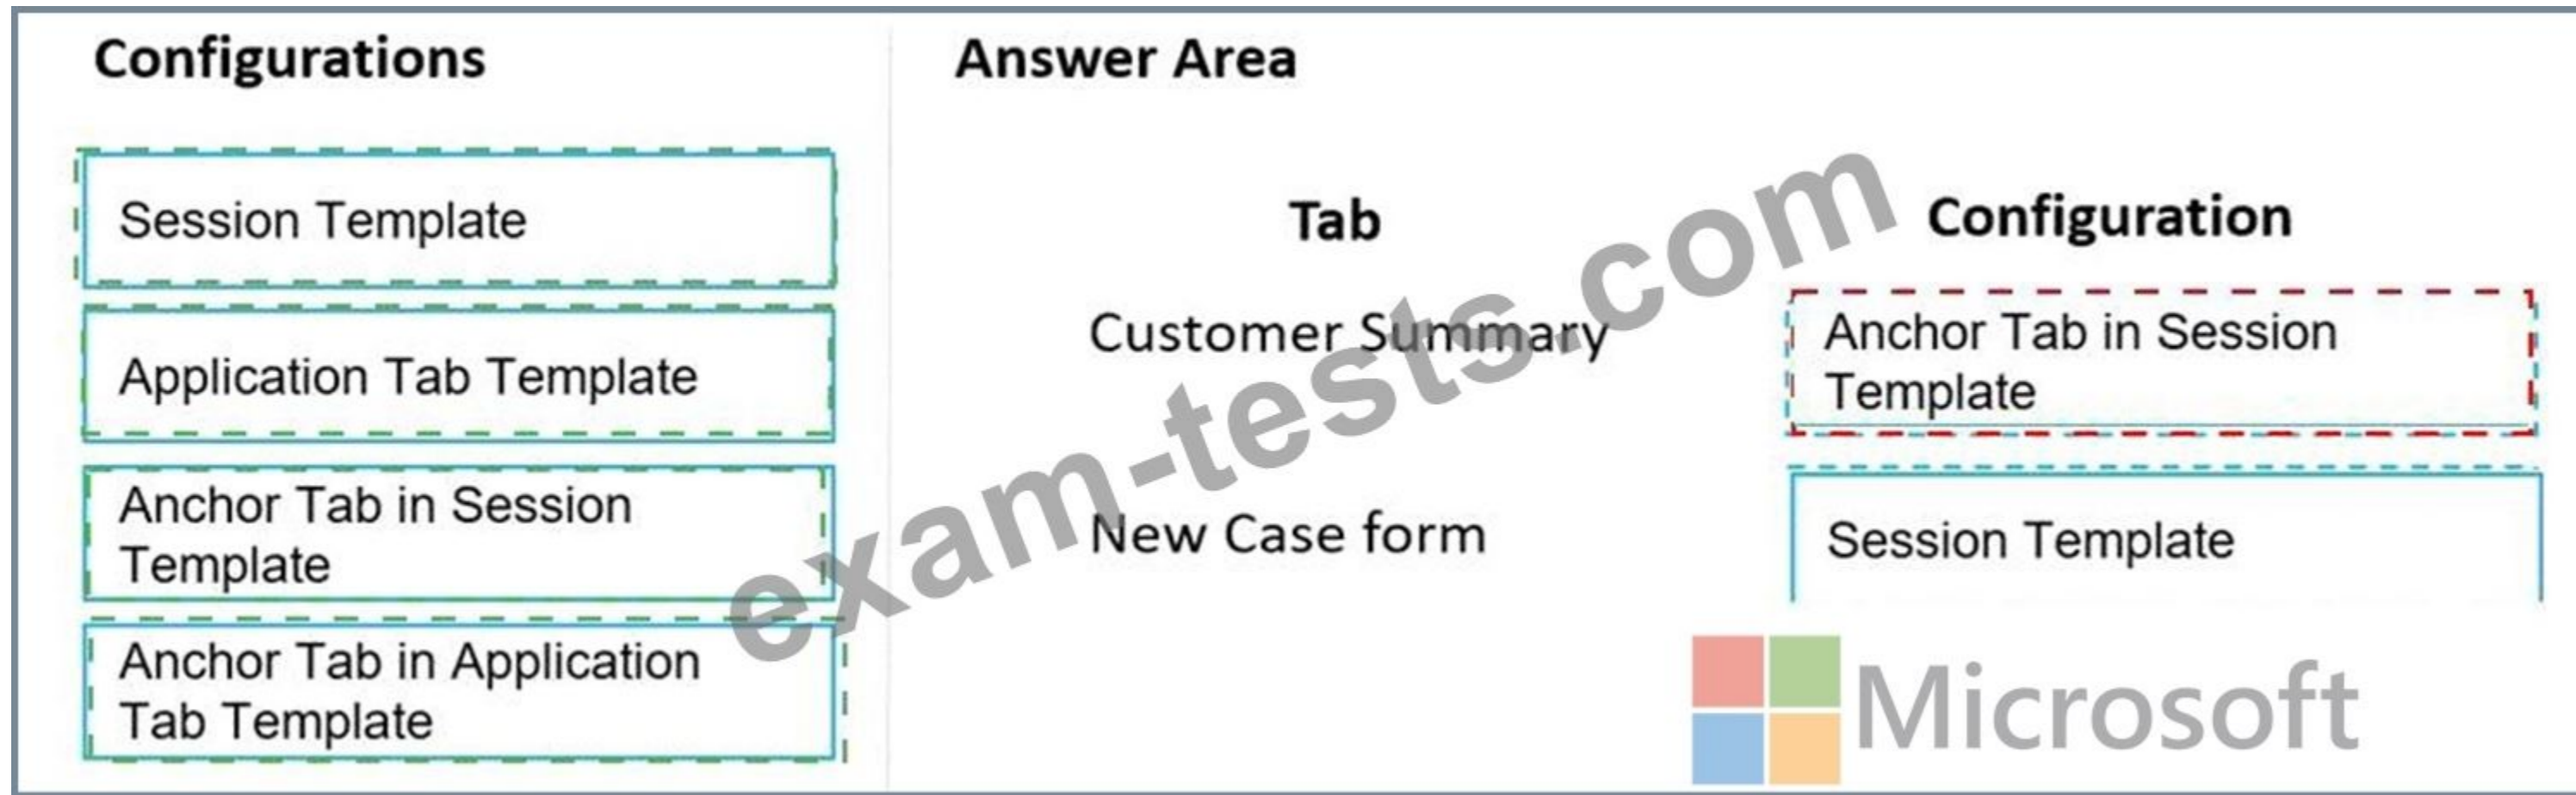 Configurations
Session Template
Application Tab Template
Anchor Tab in Session
Template
Anchor Tab in Application
Tab Template
Answer Area
Tab
Configuration
Customer Summary
Anchor Tab in Session
Template
New Case form
Session Template
exam-tests.com
Microsoft